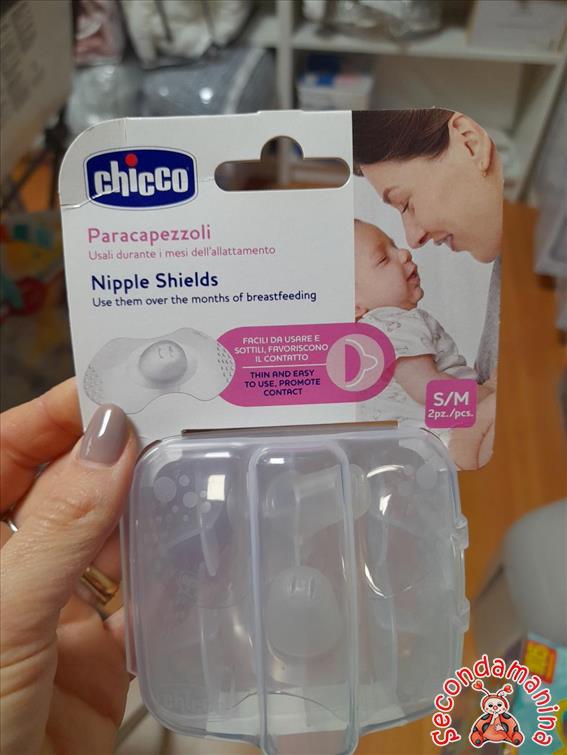 chicco
Paracapezzoli
Usali durante i mesi dell'allattamento
Nipple Shields
Use them over the months of breastfeeding
FACILI DA USARE E
SOTTILI, FAVORISCONO
IL CONTATTO
THIN AND EASY
TO USE, PROMOTE
CONTACT
S/M
2pz./pcs.
secondamanina